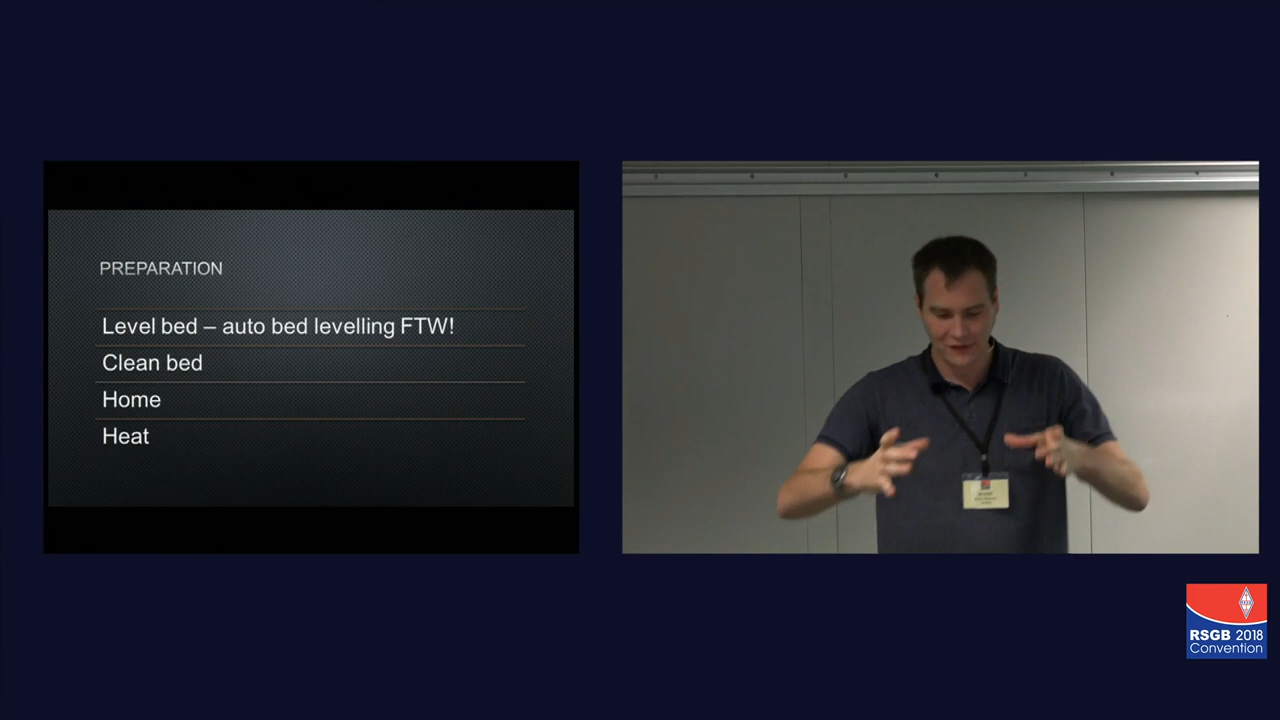 PREPARATION
Level bed – auto bed levelling FTW!
Clean bed
Home
Heat
RSGB 2018
Convention